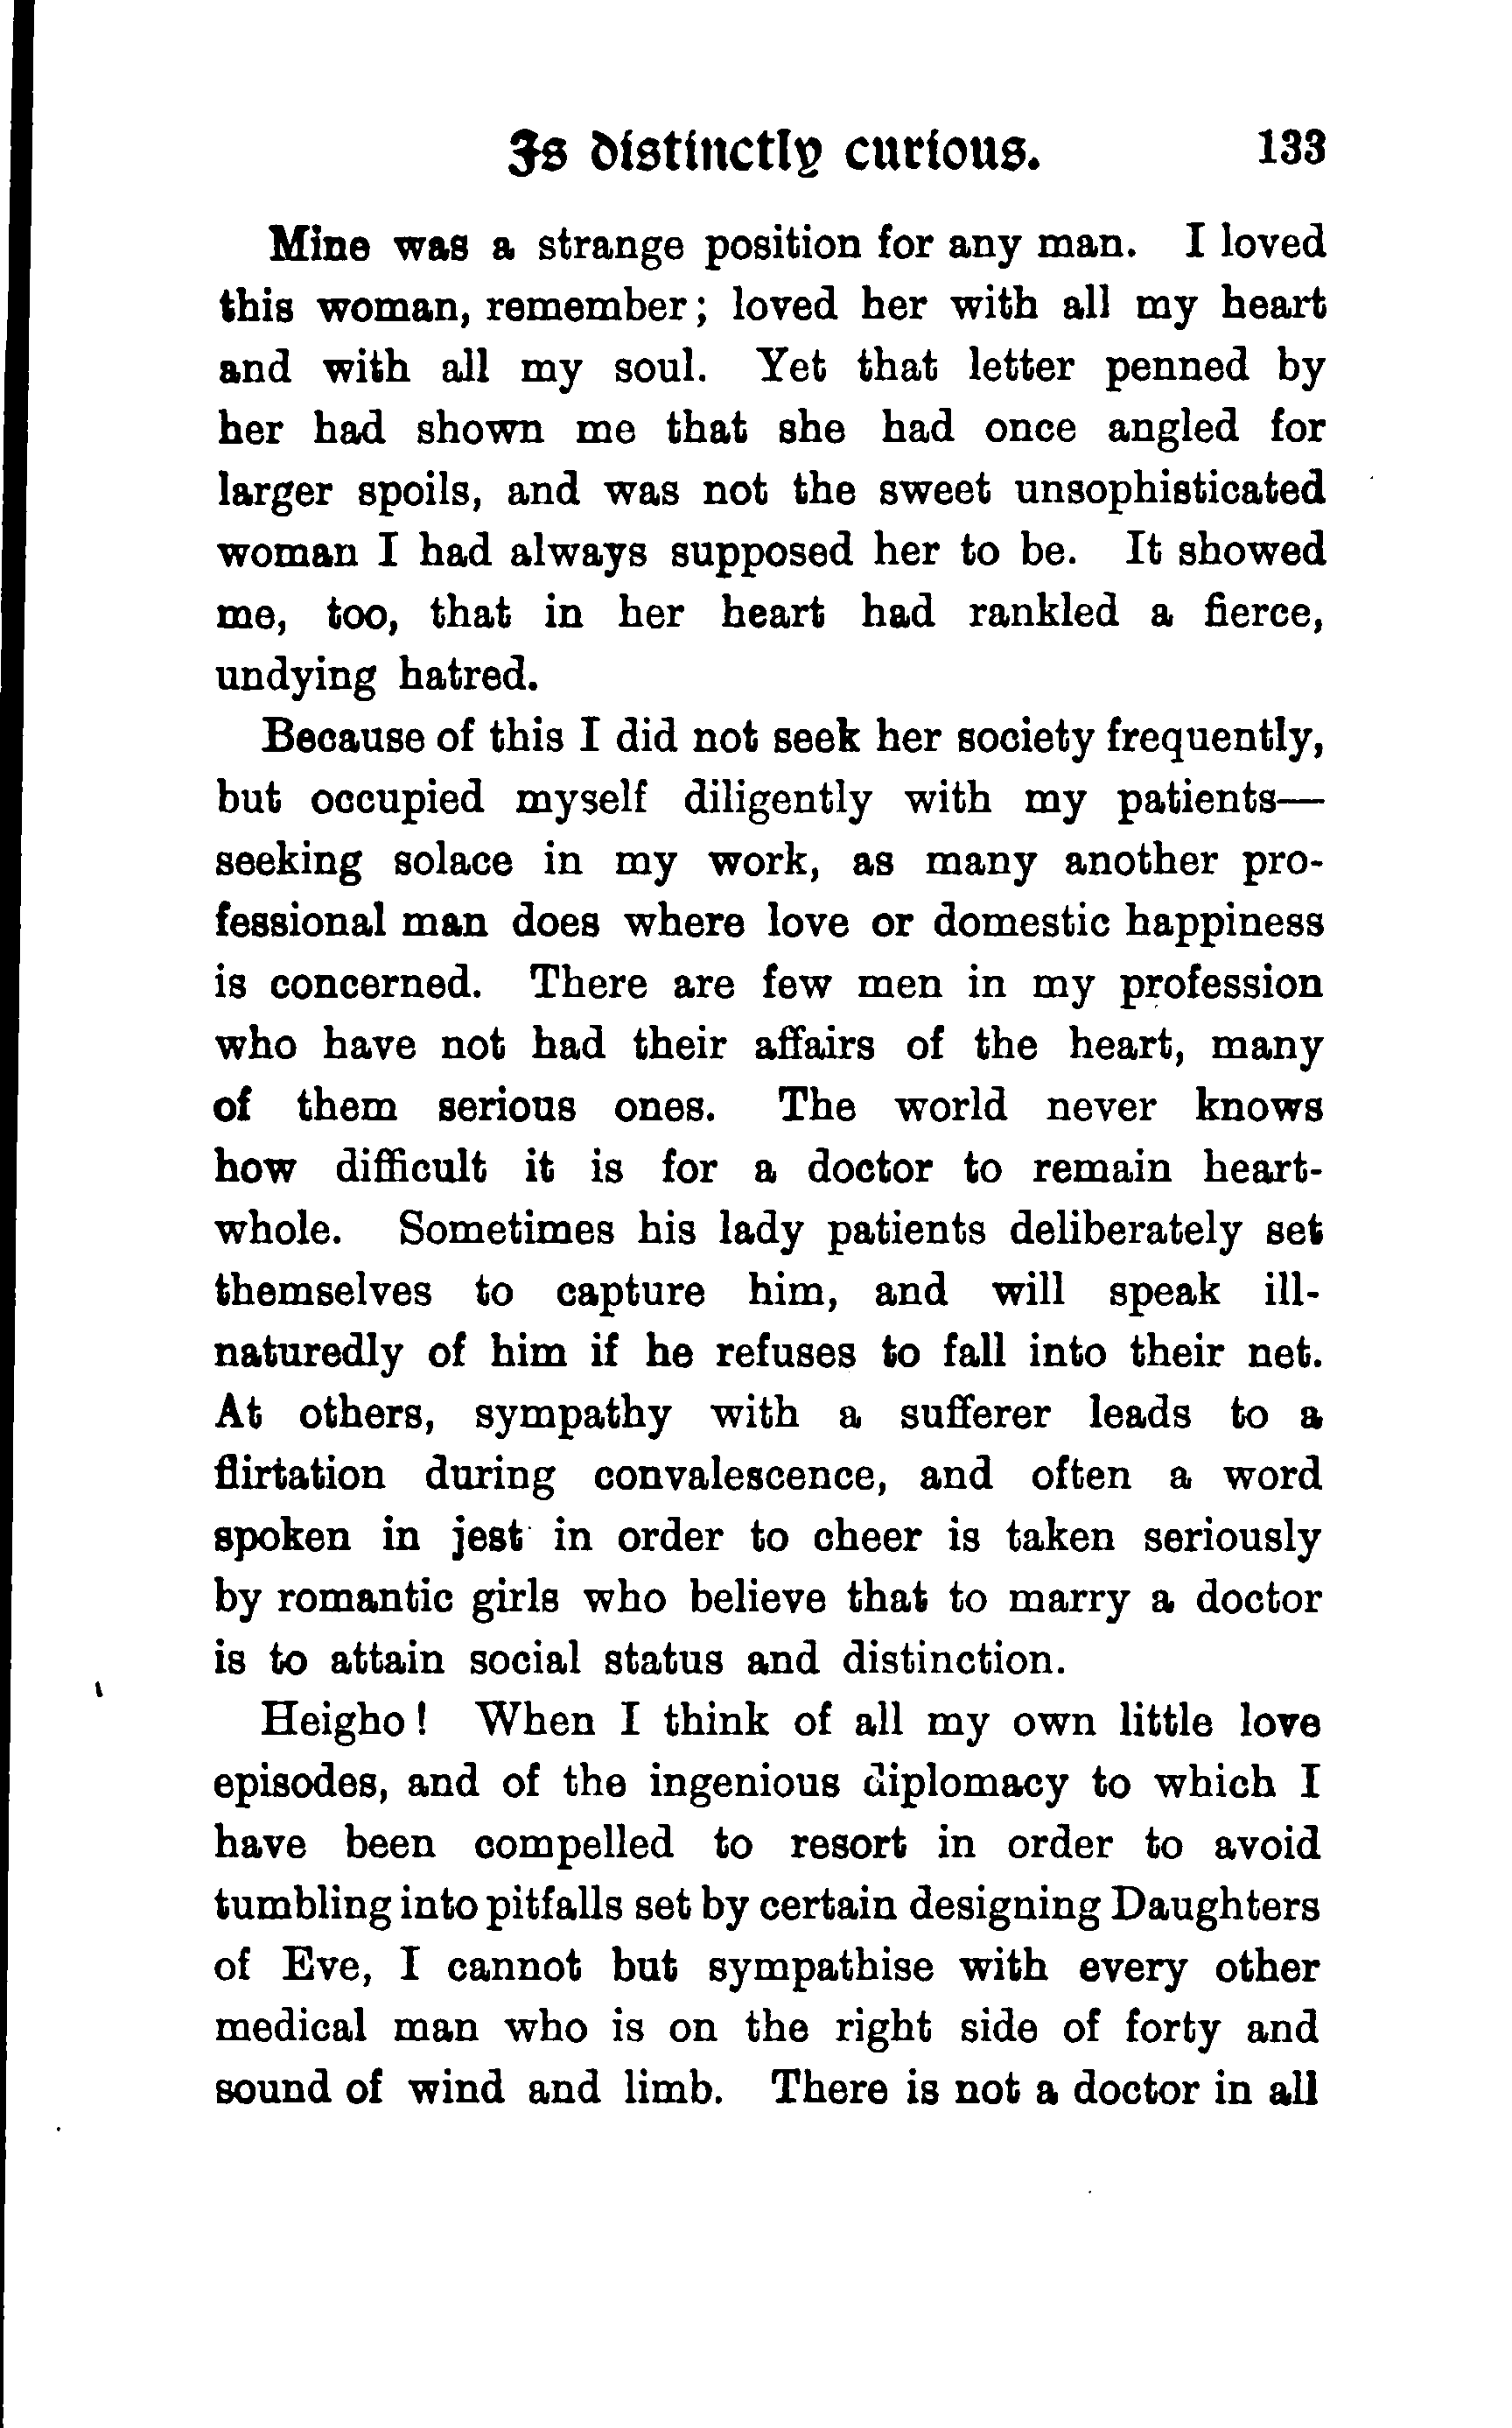 Is distinctly curious. 133
Mine was a strange position for any man. I loved
this woman, remember; loved her with all my heart
and with all my soul. Yet that letter penned by
her had shown me that she had once angled for
larger spoils, and was not the sweet unsophisticated
woman I had always supposed her to be. It showed
me, too, that in her heart had rankled a fierce,
undying hatred.
Because of this I did not seek her society frequently,
but occupied myself diligently with my patients—
seeking solace in my work, as many another pro-
fessional man does where love or domestic happiness
is concerned. There are few men in my profession
who have not had their affairs of the heart, many
of them serious ones. The world never knows
how difficult it is for a doctor to remain heart-
whole. Sometimes his lady patients deliberately set
themselves to capture him, and will speak ill-
naturedly of him if he refuses to fall into their net.
At others, sympathy with a sufferer leads to a
flirtation during convalescence, and often a word
spoken in jest in order to cheer is taken seriously
by romantic girls who believe that to marry a doctor
is to attain social status and distinction.
Heigho! When I think of all my own little love
episodes, and of the ingenious diplomacy to which I
have been compelled to resort in order to avoid
tumbling into pitfalls set by certain designing Daughters
of Eve, I cannot but sympathise with every other
medical man who is on the right side of forty and
sound of wind and limb. There is not a doctor in all